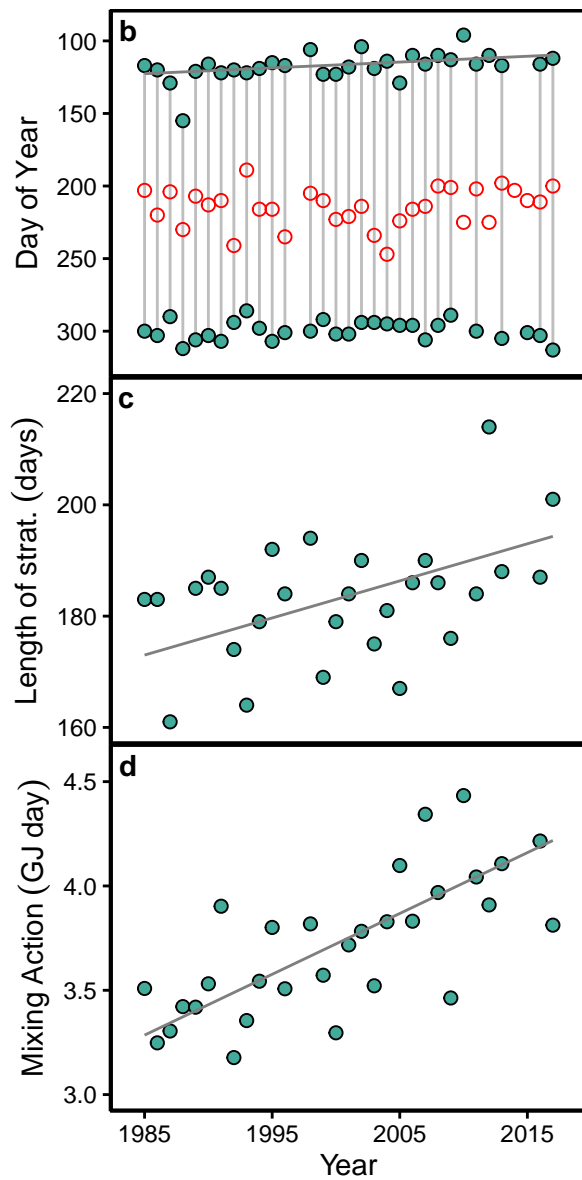 b
100
150
200
250
300
Day of Year
c
220
200
180
160
Length of strat. (days)
d
4.5
4.0
3.5
3.0
Mixing Action (GJ day)
1985 1995 2005 2015
Year